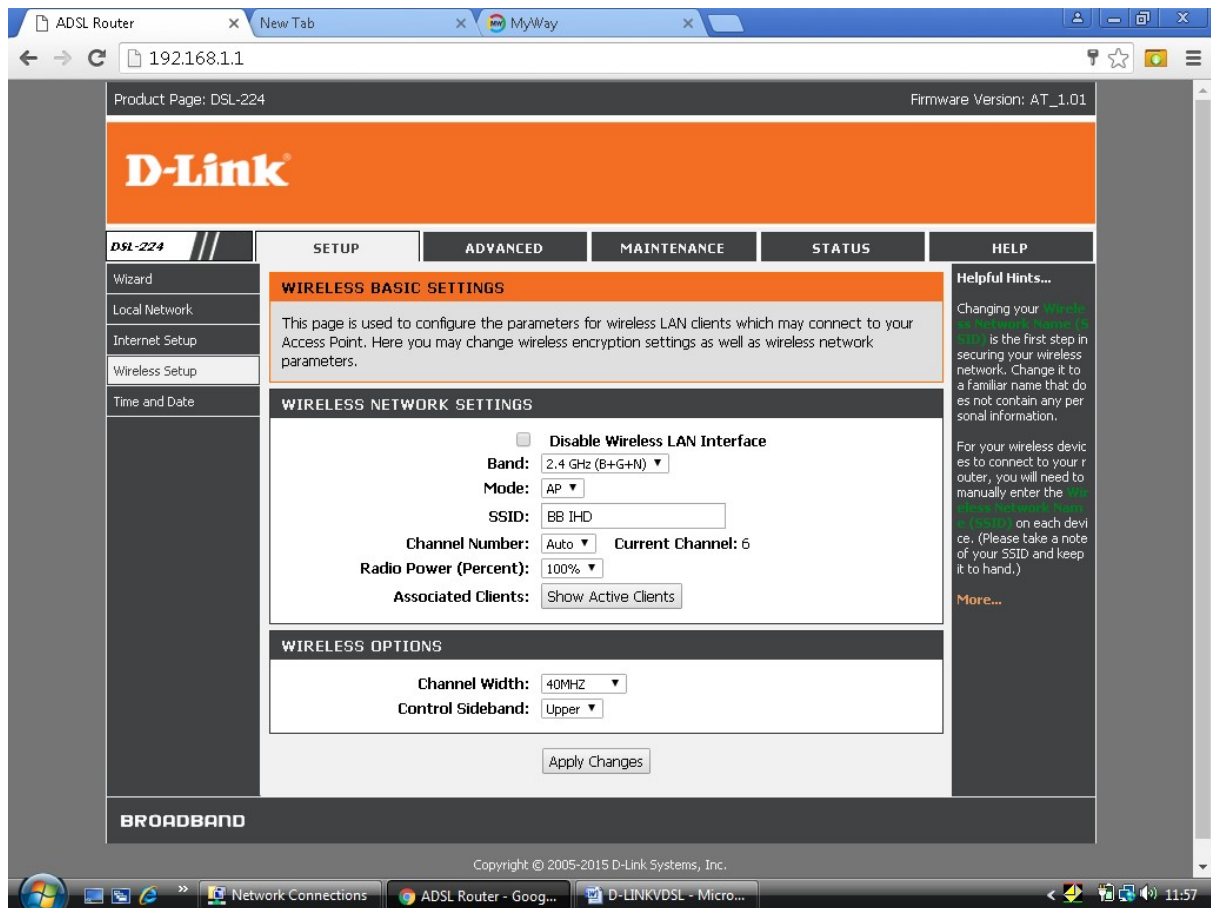 ADSL Router
New Tab
MyWay
192.168.1.1
Product Page: DSL-224
Firmware Version: AT_1.01
D-Link
DSL-224
SETUP
ADVANCED
MAINTENANCE
STATUS
HELP
Wizard
Local Network
Internet Setup
Wireless Setup
Time and Date
WIRELESS BASIC SETTINGS
This page is used to configure the parameters for wireless LAN clients which may connect to your
Access Point. Here you may change wireless encryption settings as well as wireless network
parameters.
WIRELESS NETWORK SETTINGS
Disable Wireless LAN Interface
Band: 2.4 GHz (B+G+N)
Mode: AP
SSID: BB IHD
Channel Number: Auto Current Channel: 6
Radio Power (Percent): 100%
Associated Clients: Show Active Clients
WIRELESS OPTIONS
Channel Width: 40MHZ
Control Sideband: Upper
Apply Changes
Helpful Hints...
Changing your Wirele
ss Network Name (S
SID) is the first step in
securing your wireless
network. Change it to
a familiar name that do
es not contain any per
sonal information.
For your wireless devic
es to connect to your r
outer, you will need to
manually enter the Wir
eless Network Nam
e (SSID) on each devi
ce. (Please take a note
of your SSID and keep
it to hand.)
More...
BROADBAND
Copyright © 2005-2015 D-Link Systems, Inc.
Network Connections
ADSL Router - Goog...
D-LINKVDSL - Micro...
11:57